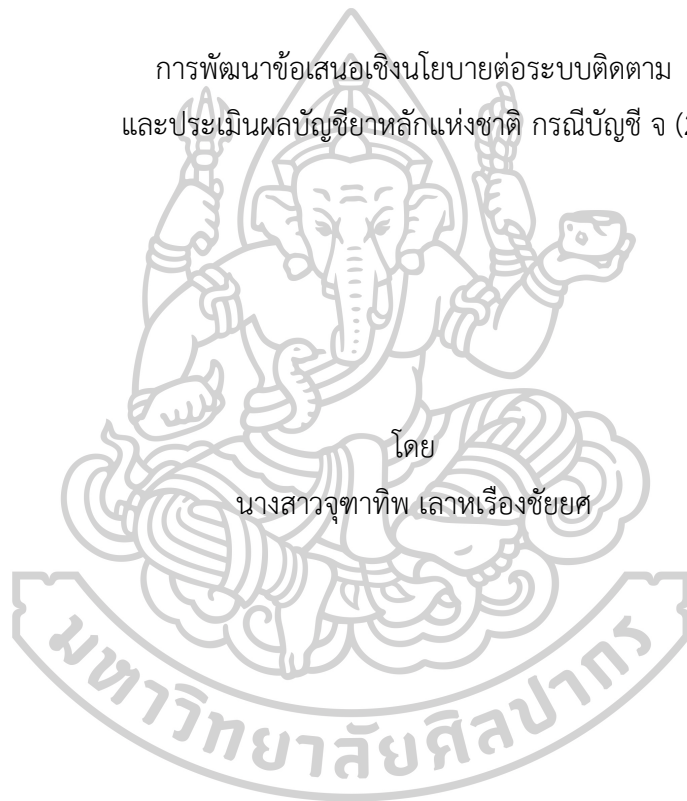 การพัฒนาข้อเสนอเชิงนโยบายต่อระบบติดตาม
และประเมินผลบัญชียาหลักแห่งชาติ กรณีบัญชี จ (
โดย
นางสาวจุฑาทิพ เลาหเรืองชัยยศ
มหาวิทยาลัยศิลปากร